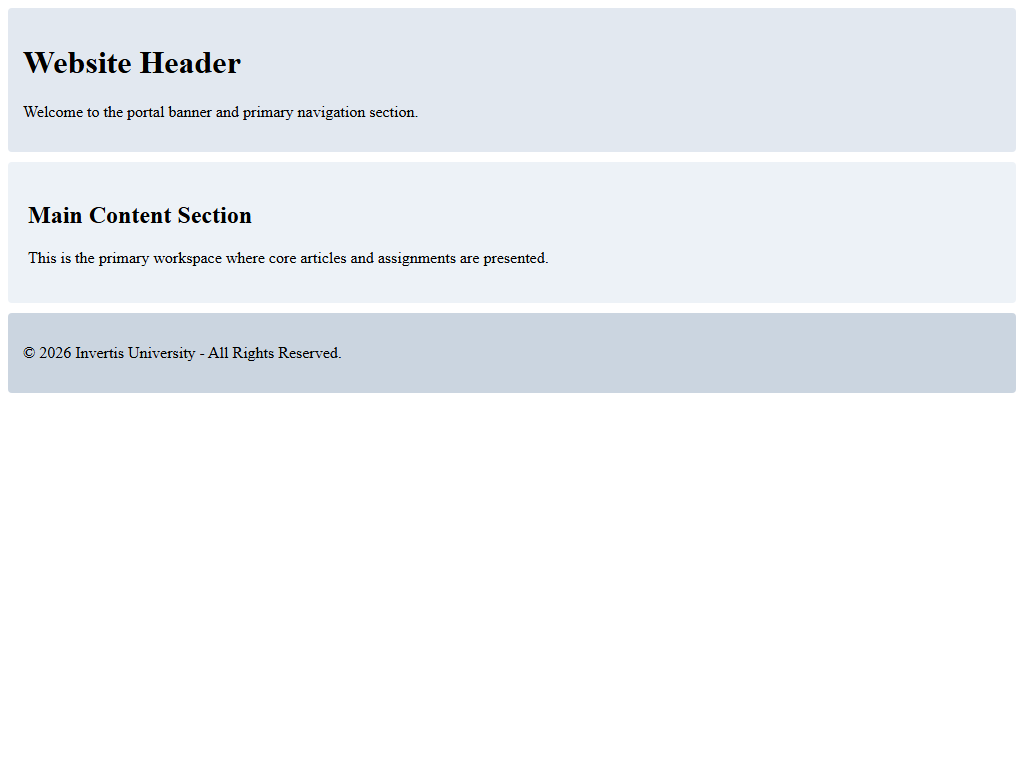 Website Header
Welcome to the portal banner and primary navigation section.
Main Content Section
This is the primary workspace where core articles and assignments are presented.
© 2026 Invertis University - All Rights Reserved.